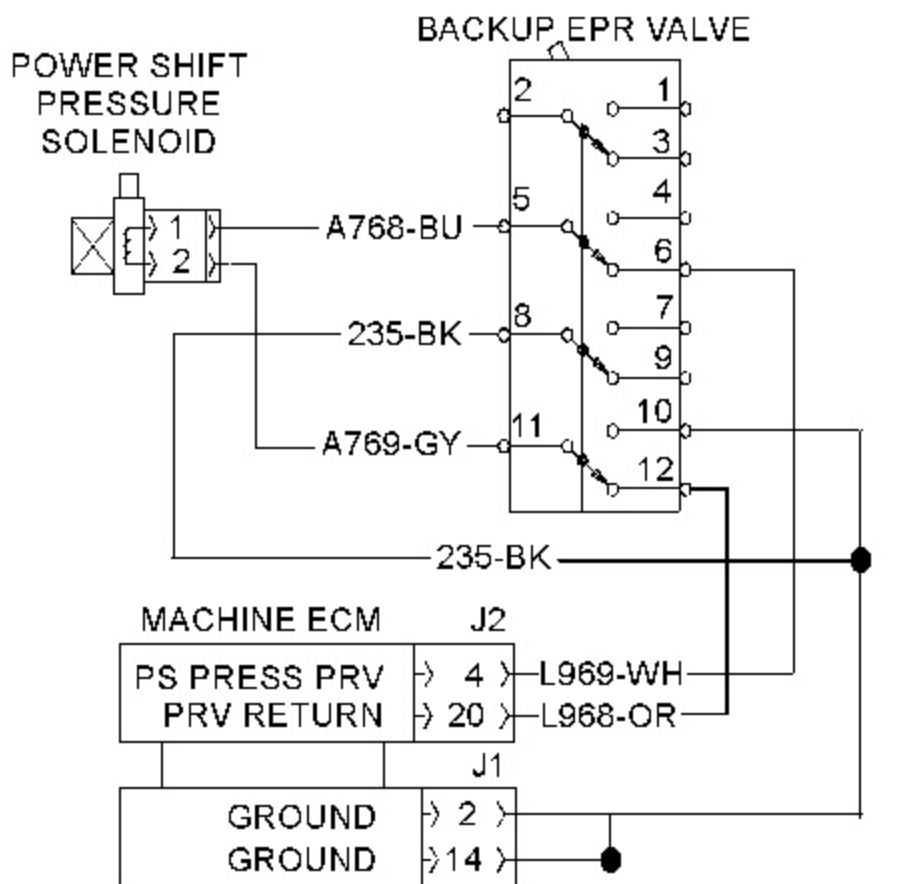 BACKUP EPR VALVE
POWER SHIFT
PRESSURE
SOLENOID
2
1
3
5
4
6
1
A768-BU
2
8
7
235-BK
9
11
10
A769-GY
12
235-BK
MACHINE ECM
J2
PS PRESS PRV
4
L969-WH
PRV RETURN
20
L968-OR
J1
GROUND
2
GROUND
14